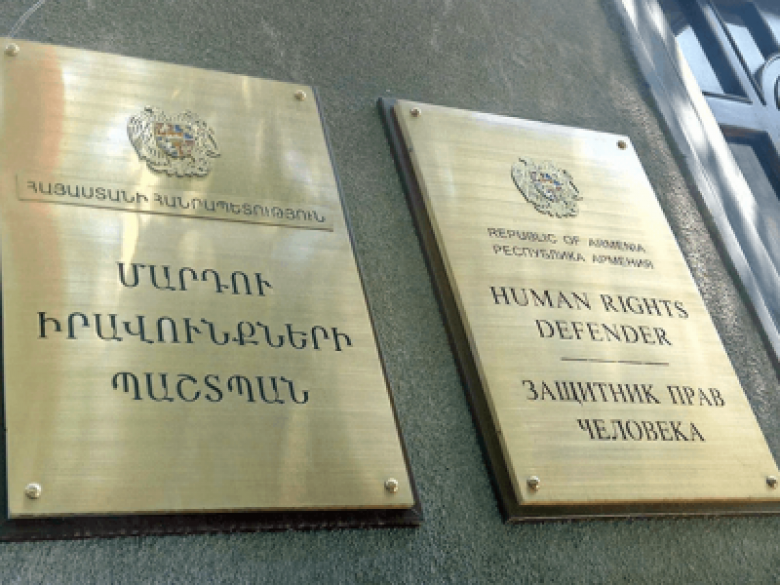 ՀԱՅԱՍՏԱՆԻ ՀԱՆՐԱՊԵՏՈՒԹՅՈՒՆ
ՄԱՐԴՈՒ
ԻՐԱՎՈՒՆՔՆԵՐԻ
ՊԱՇՏՊԱՆ
REPUBLIC OF ARMENIA
РЕСПУБЛИКА АРМЕНИЯ
HUMAN RIGHTS
DEFENDER
ЗАЩИТНИК ПРАВ
ЧЕЛОВЕКА